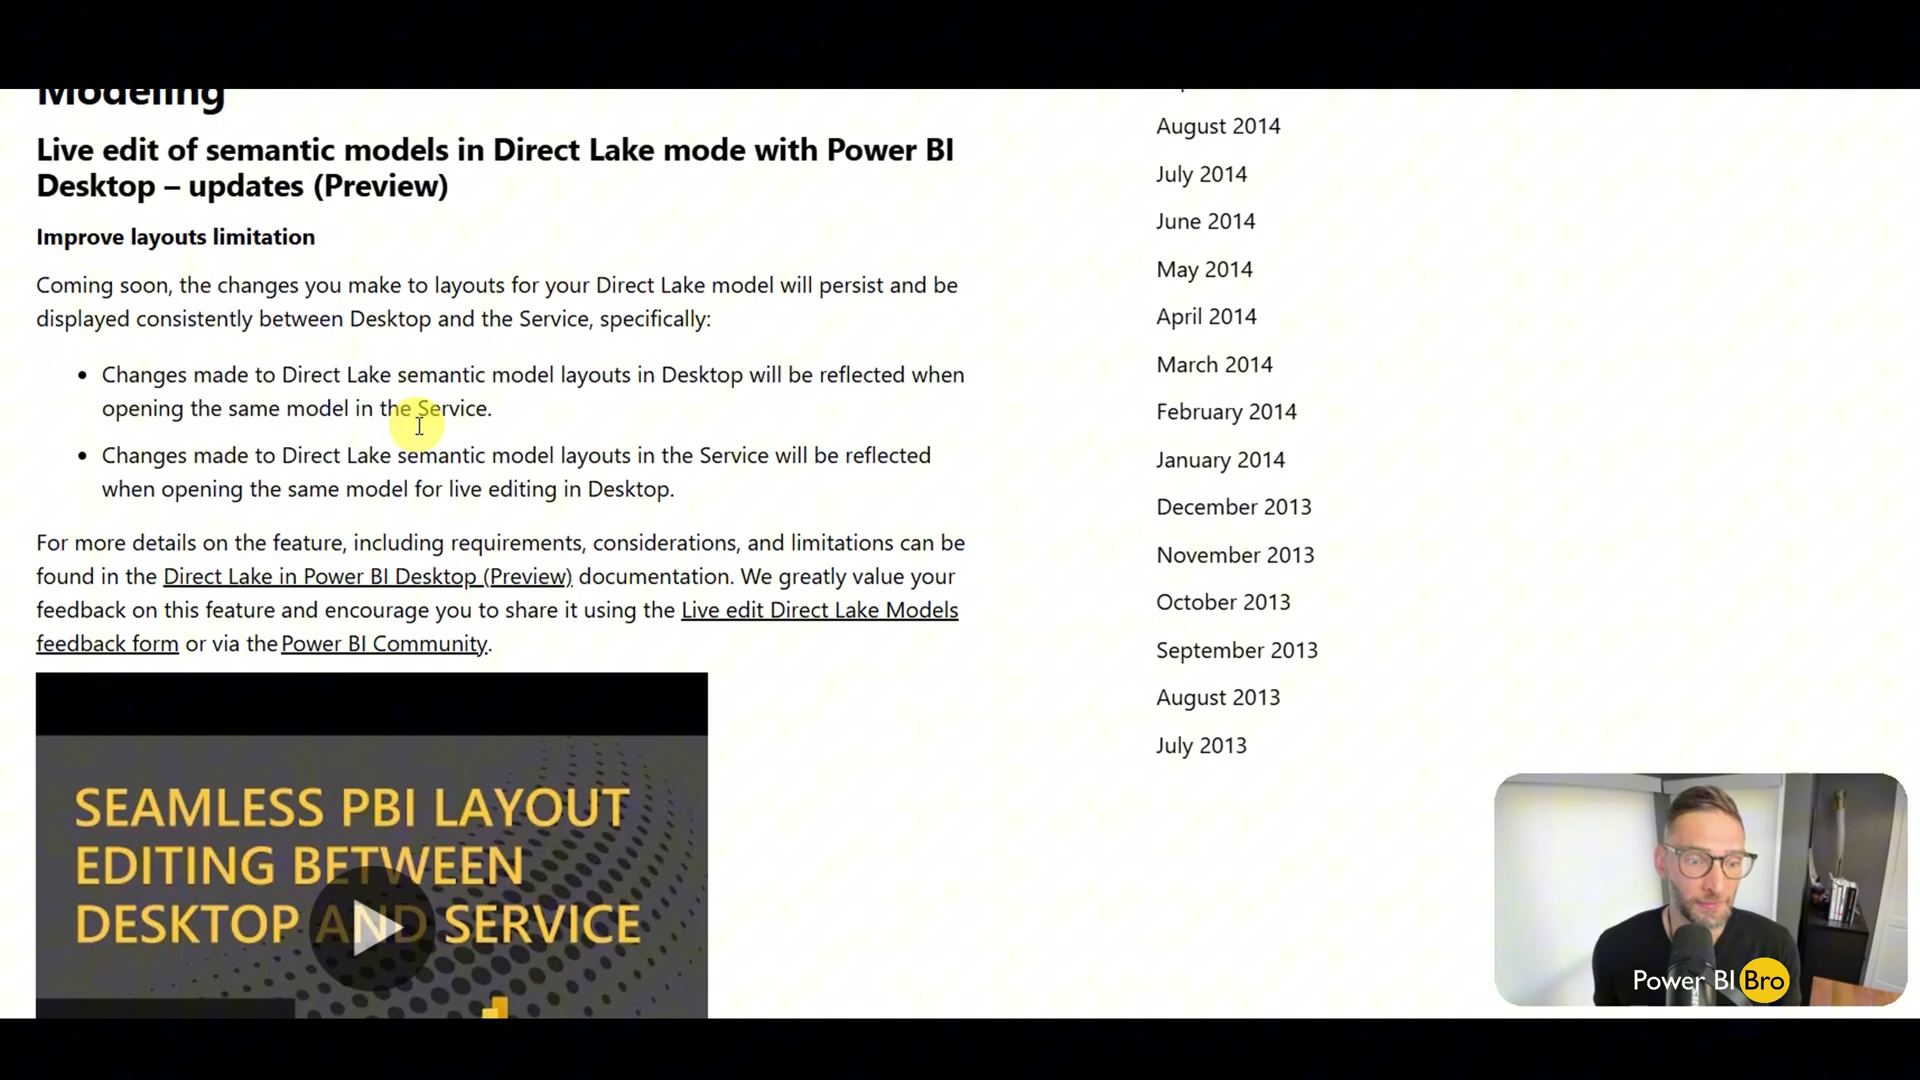 Modeling
Live edit of semantic models in Direct Lake mode with Power BI
Desktop – updates (Preview)
Improve layouts limitation
Coming soon, the changes you make to layouts for your Direct Lake model will persist and be
displayed consistently between Desktop and the Service, specifically:
• Changes made to Direct Lake semantic model layouts in Desktop will be reflected when
opening the same model in the Service.
• Changes made to Direct Lake semantic model layouts in the Service will be reflected
when opening the same model for live editing in Desktop.
For more details on the feature, including requirements, considerations, and limitations can be
found in the Direct Lake in Power BI Desktop (Preview) documentation. We greatly value your
feedback on this feature and encourage you to share it using the Live edit Direct Lake Models
feedback form or via the Power BI Community.
SEAMLESS PBI LAYOUT
EDITING BETWEEN
DESKTOP AND SERVICE
August 2014
July 2014
June 2014
May 2014
April 2014
March 2014
February 2014
January 2014
December 2013
November 2013
October 2013
September 2013
August 2013
July 2013
Power BI Bro